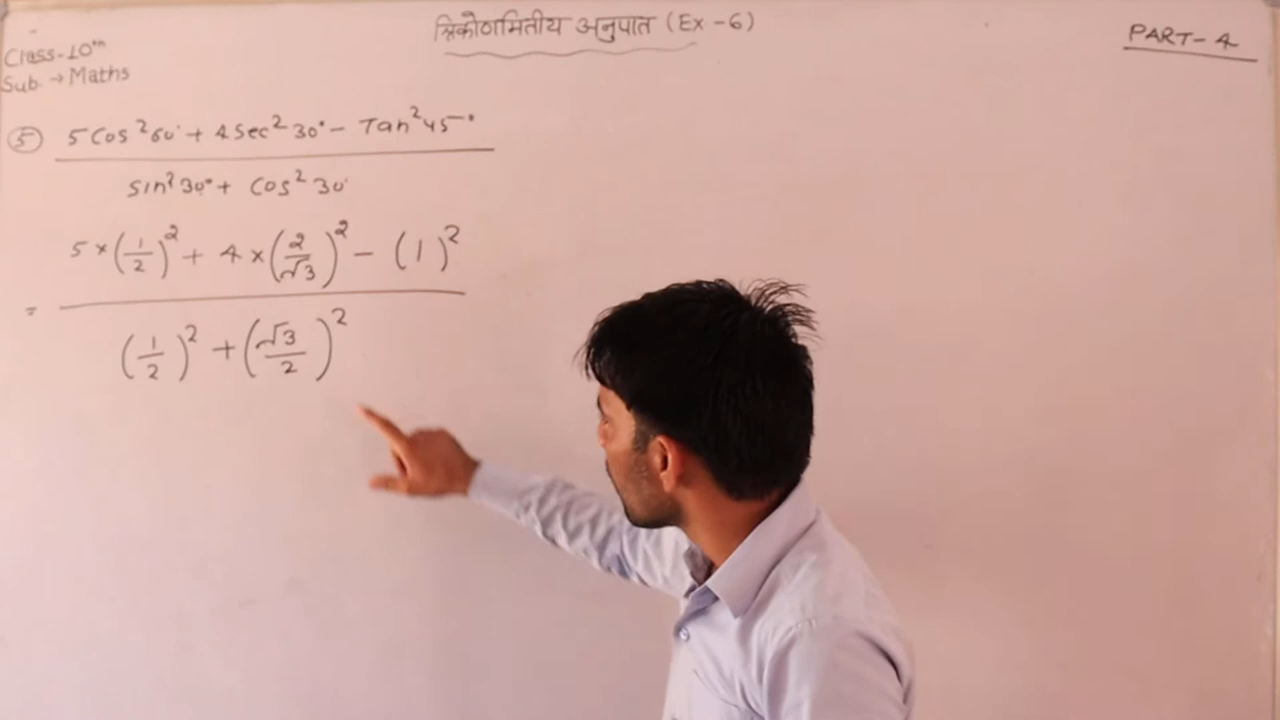 त्रिकोणमितीय अनुपात (Ex-6)
PART-4
Class-10th
Sub → Maths
⑤ 5 Cos²60° + 4 Sec²30° - Tan²45° / Sin²30° + Cos²30°
= 5×(1/2)² + 4×(2/√3)² - (1)² / (1/2)² + (√3/2)²